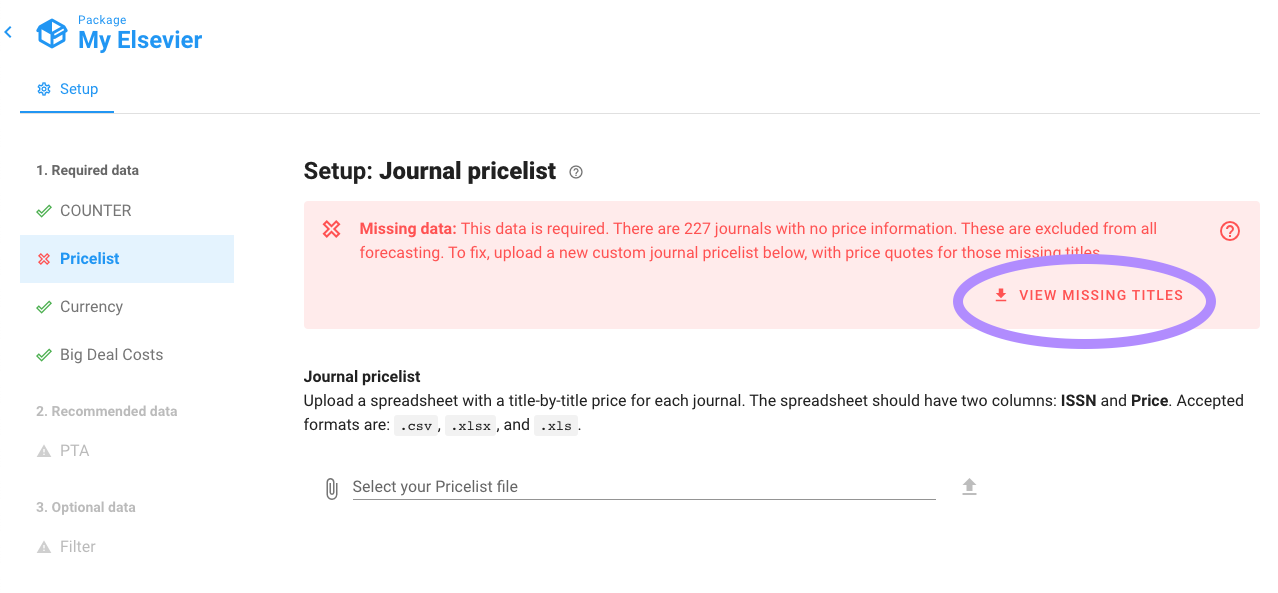 Package
My Elsevier
Setup
1. Required data
COUNTER
Pricelist
Currency
Big Deal Costs
2. Recommended data
PTA
3. Optional data
Filter
Setup: Journal pricelist ?
Missing data: This data is required. There are 227 journals with no price information. These are excluded from all
forecasting. To fix, upload a new custom journal pricelist below, with price quotes for those missing titles.
?
VIEW MISSING TITLES
Journal pricelist
Upload a spreadsheet with a title-by-title price for each journal. The spreadsheet should have two columns: ISSN and Price. Accepted
formats are: .csv, .xlsx, and .xls.
Select your Pricelist file